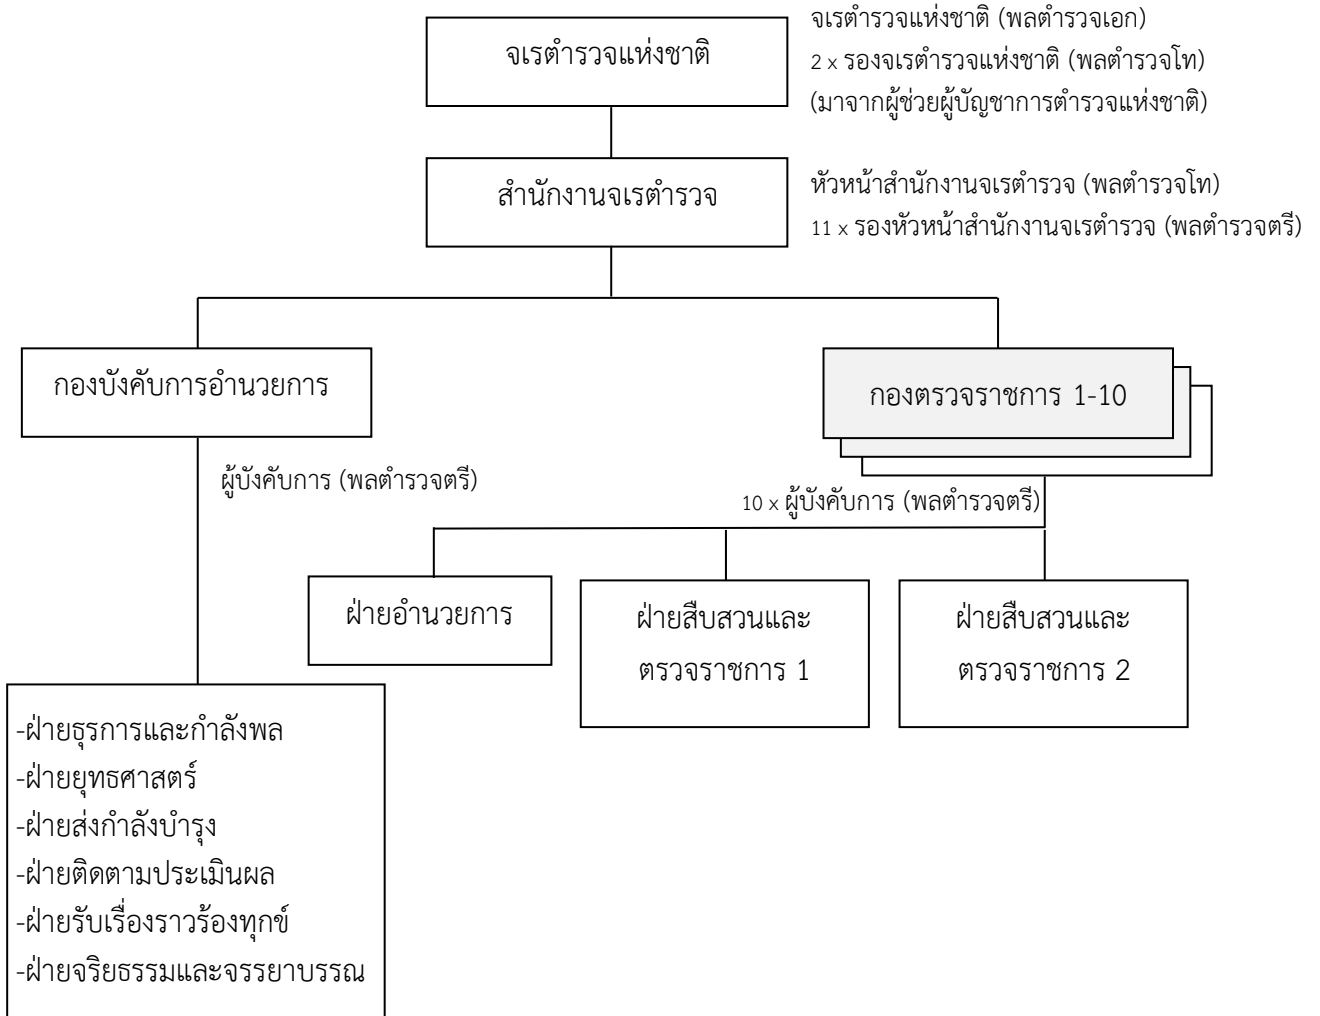 จเรตำรวจแห่งชาติ
จเรตำรวจแห่งชาติ (พลตำรวจเอก)
2 x รองจเรตำรวจแห่งชาติ (พลตำรวจโท)
(มาจากผู้ช่วยผู้บัญชาการตำรวจแห่งชาติ)
สำนักงานจเรตำรวจ
หัวหน้าสำนักงานจเรตำรวจ (พลตำรวจโท)
11 x รองหัวหน้าสำนักงานจเรตำรวจ (พลตำรวจตรี)
กองบังคับการอำนวยการ
กองตรวจราชการ 1-10
ผู้บังคับการ (พลตำรวจตรี)
10 x ผู้บังคับการ (พลตำรวจตรี)
ฝ่ายอำนวยการ
ฝ่ายสืบสวนและ
ตรวจราชการ 1
ฝ่ายสืบสวนและ
ตรวจราชการ 2
-ฝ่ายธุรการและกำลังพล
-ฝ่ายยุทธศาสตร์
-ฝ่ายส่งกำลังบำรุง
-ฝ่ายติดตามประเมินผล
-ฝ่ายรับเรื่องราวร้องทุกข์
-ฝ่ายจริยธรรมและจรรยาบรรณ